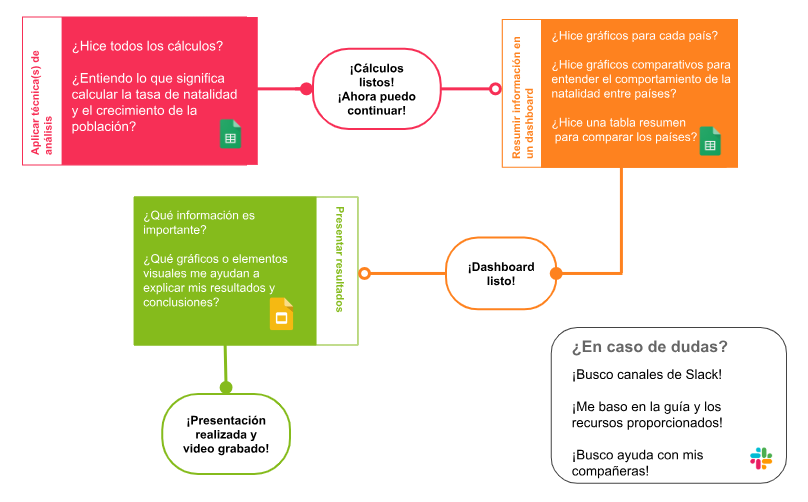 Aplicar técnica(s) de
análisis
¿Hice todos los cálculos?
¿Entiendo lo que significa
calcular la tasa de natalidad
y el crecimiento de la
población?
¡Cálculos
listos!
¡Ahora puedo
continuar!
Resumir información en
un dashboard
¿Hice gráficos para cada país?
¿Hice gráficos comparativos para
entender el comportamiento de la
natalidad entre países?
¿Hice una tabla resumen
para comparar los países?
¡Dashboard
listo!
Presentar resultados
¿Qué información es
importante?
¿Qué gráficos o elementos
visuales me ayudan a
explicar mis resultados y
conclusiones?
¡Presentación
realizada y
video grabado!
¿En caso de dudas?
¡Busco canales de Slack!
¡Me baso en la guía y los
recursos proporcionados!
¡Busco ayuda con mis
compañeras!